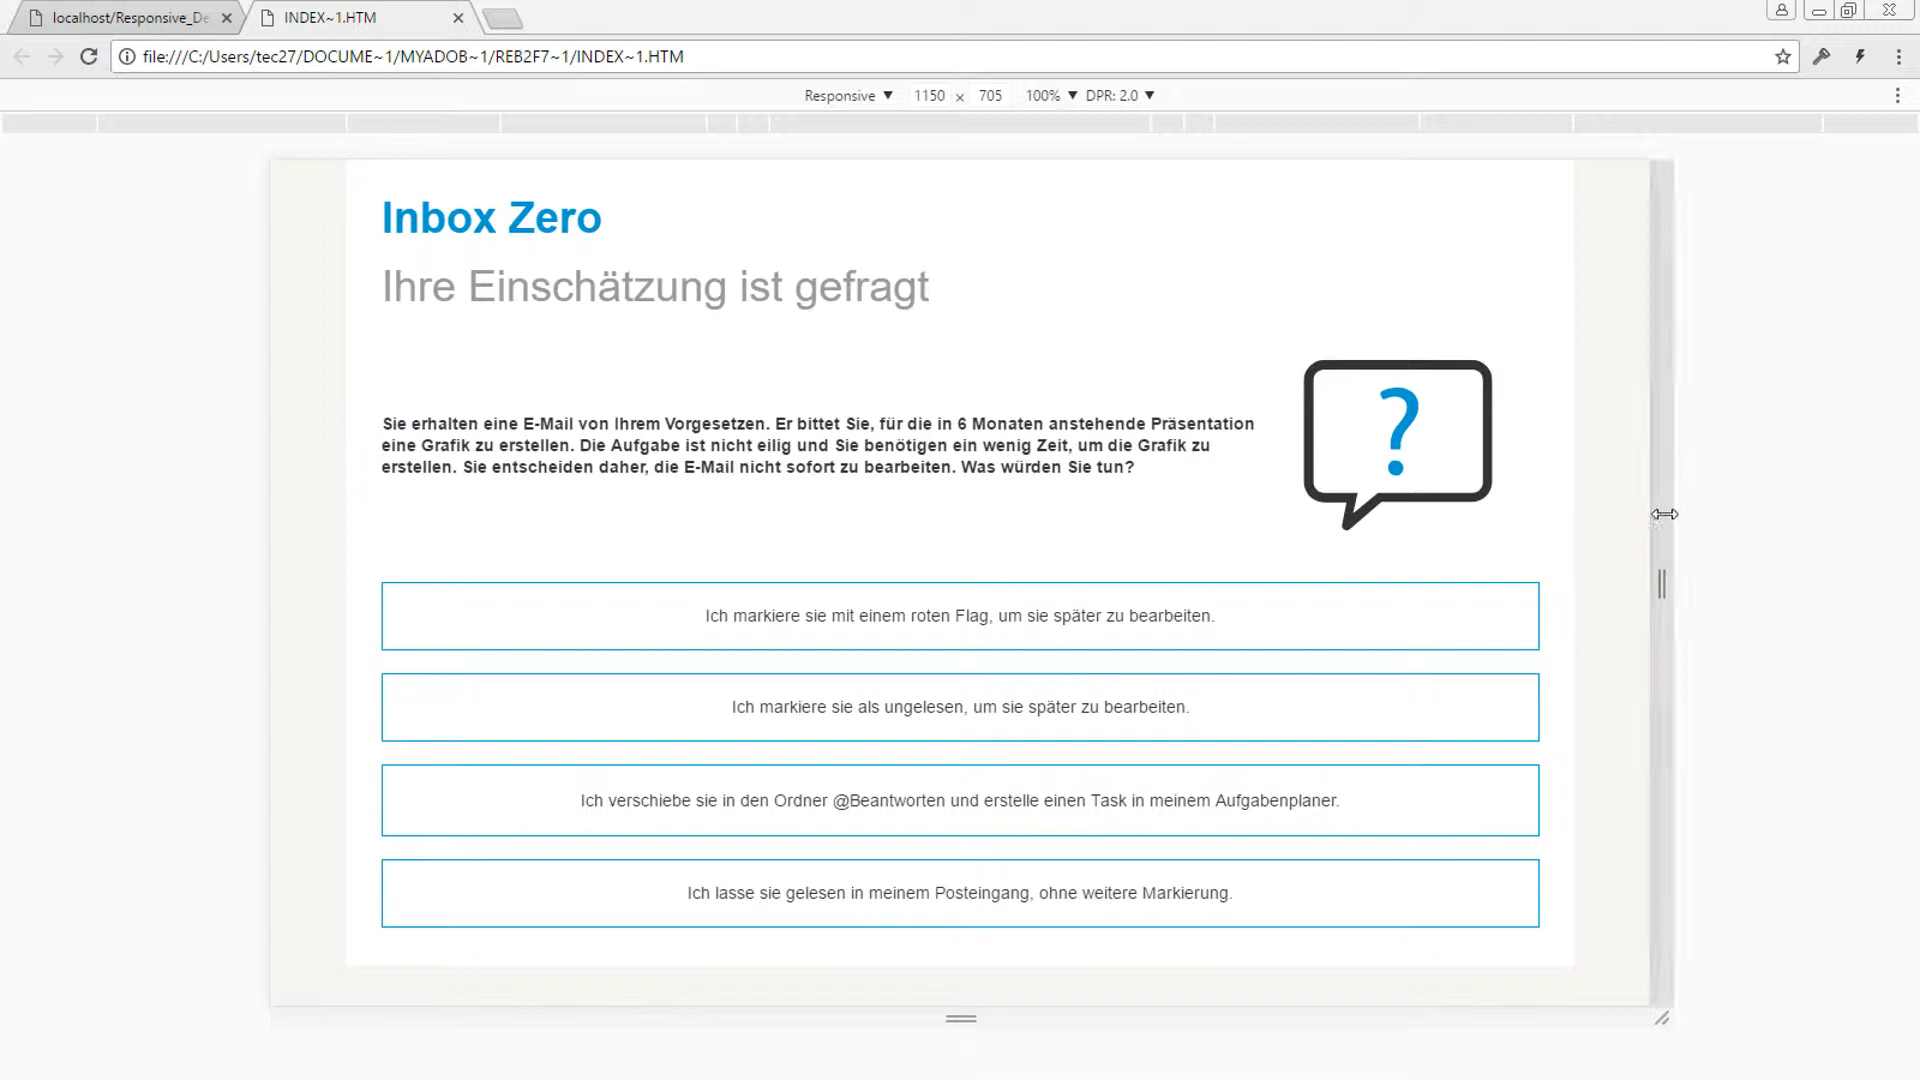 localhost/Responsive_De
INDEX~1.HTM
file:///C:/Users/tec27/DOCUME~1/MYADOB~1/REB2F7~1/INDEX~1.HTM
Responsive ▼ 1150 x 705 100% ▼ DPR: 2.0 ▼
Inbox Zero
Ihre Einschätzung ist gefragt
Sie erhalten eine E-Mail von Ihrem Vorgesetzen. Er bittet Sie, für die in 6 Monaten anstehende Präsentation
eine Grafik zu erstellen. Die Aufgabe ist nicht eilig und Sie benötigen ein wenig Zeit, um die Grafik zu
erstellen. Sie entscheiden daher, die E-Mail nicht sofort zu bearbeiten. Was würden Sie tun?
?
Ich markiere sie mit einem roten Flag, um sie später zu bearbeiten.
Ich markiere sie als ungelesen, um sie später zu bearbeiten.
Ich verschiebe sie in den Ordner @Beantworten und erstelle einen Task in meinem Aufgabenplaner.
Ich lasse sie gelesen in meinem Posteingang, ohne weitere Markierung.